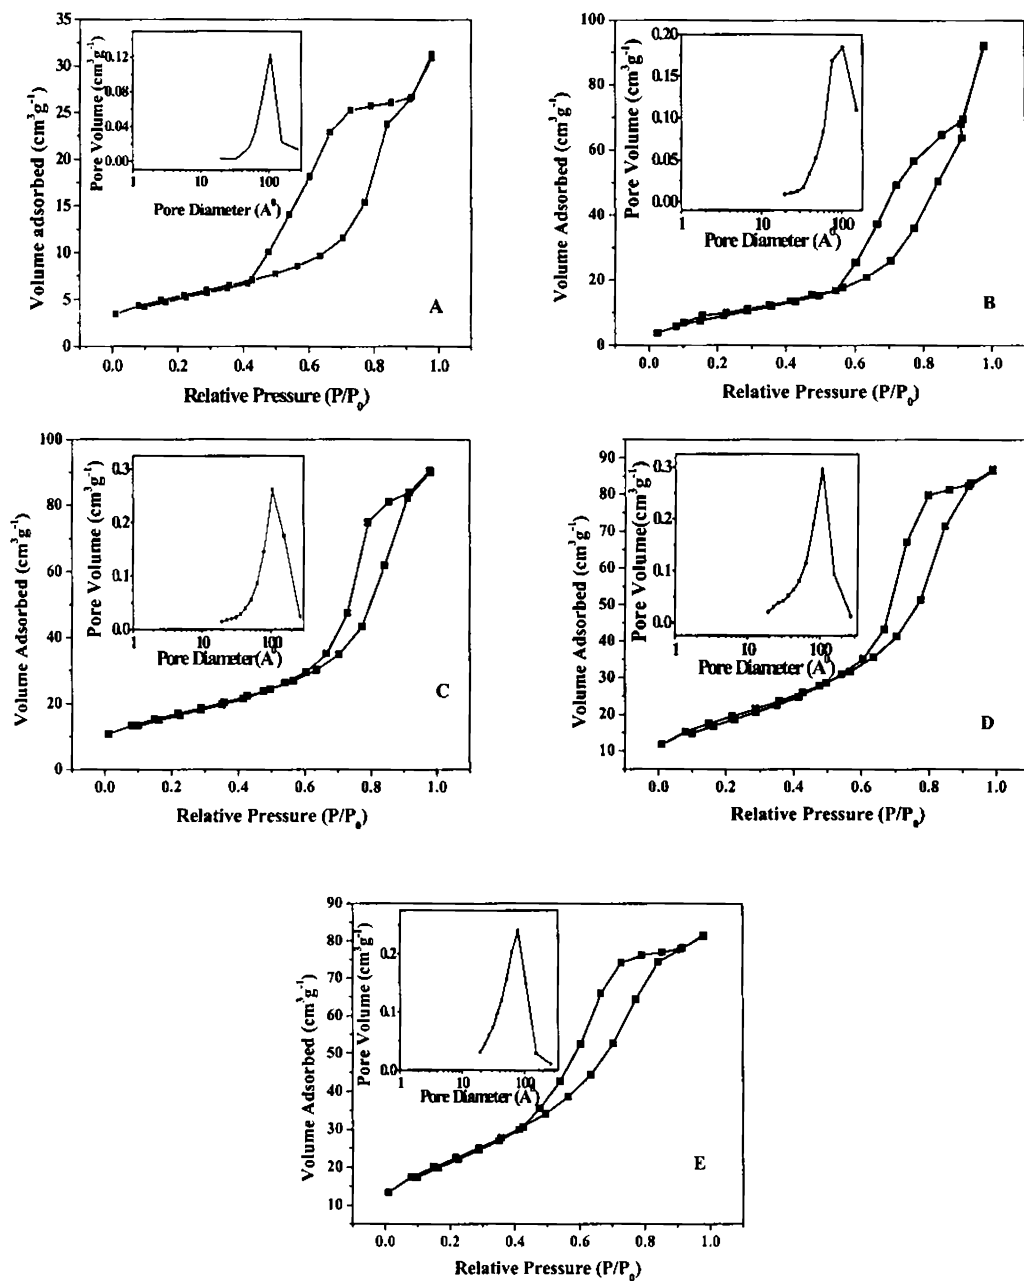 35
30
25
20
15
10
5
0
Volume adsorbed (cm³g⁻¹)
0.0 0.2 0.4 0.6 0.8 1.0
Relative Pressure (P/P₀)
A
0.12
0.08
0.04
0.00
Pore Volume (cm³g⁻¹)
1 10 100
Pore Diameter (A⁰)
100
80
60
40
20
0
Volume Adsorbed (cm³g⁻¹)
0.0 0.2 0.4 0.6 0.8 1.0
Relative Pressure (P/P₀)
B
0.20
0.15
0.10
0.05
0.00
Pore Volume (cm³g⁻¹)
1 10 100
Pore Diameter (A⁰)
100
80
60
40
20
0
Volume Adsorbed (cm³g⁻¹)
0.0 0.2 0.4 0.6 0.8 1.0
Relative Pressure (P/P₀)
C
0.3
0.2
0.1
0.0
Pore Volume (cm³g⁻¹)
1 10 100
Pore Diameter(A⁰)
90
80
70
60
50
40
30
20
10
Volume Adsorbed (cm³g⁻¹)
0.0 0.2 0.4 0.6 0.8 1.0
Relative Pressure (P/P₀)
D
0.3
0.2
0.1
0.0
Pore Volume(cm³g⁻¹)
1 10 100
Pore Diameter(A⁰)
90
80
70
60
50
40
30
20
10
Volume Adsorbed (cm³g⁻¹)
0.0 0.2 0.4 0.6 0.8 1.0
Relative Pressure (P/P₀)
E
0.2
0.1
0.0
Pore Volume (cm³g⁻¹)
1 10 100
Pore Diameter (A⁰)